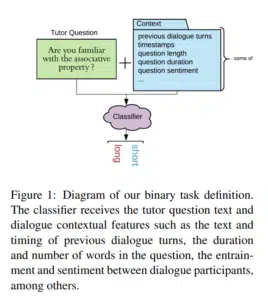 Tutor Question
Are you familiar
with the associative
property ?
+
Context
previous dialogue turns
timestamps
question length
question duration
question sentiment
...
some of
Classifier
long
short
Figure 1: Diagram of our binary task definition.
The classifier receives the tutor question text and
dialogue contextual features such as the text and
timing of previous dialogue turns, the duration
and number of words in the question, the entrain-
ment and sentiment between dialogue participants,
among others.